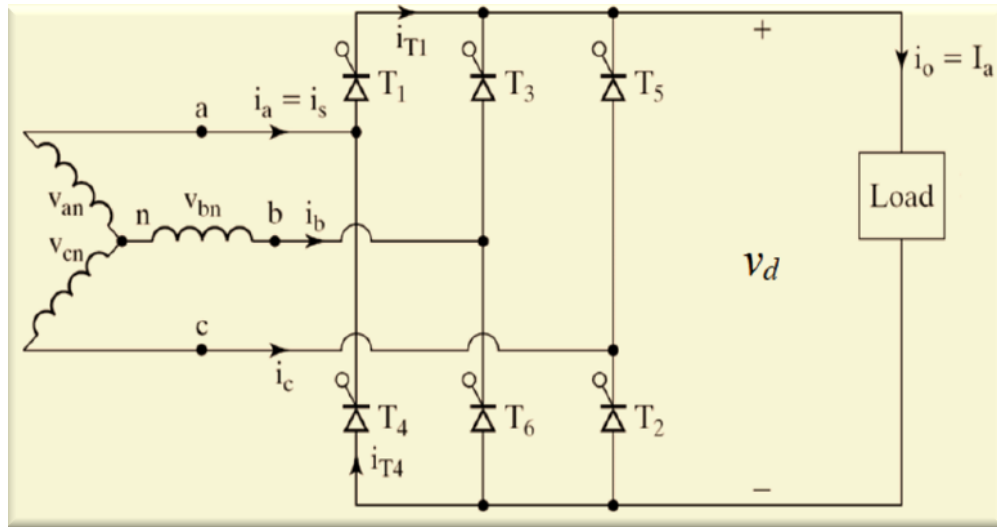 +
i_T1
i_o = I_a
T_1
T_3
T_5
a
i_a = i_s
v_an
n
v_bn
b
i_b
Load
v_cn
v_d
c
i_c
T_4
T_6
T_2
i_T4
−